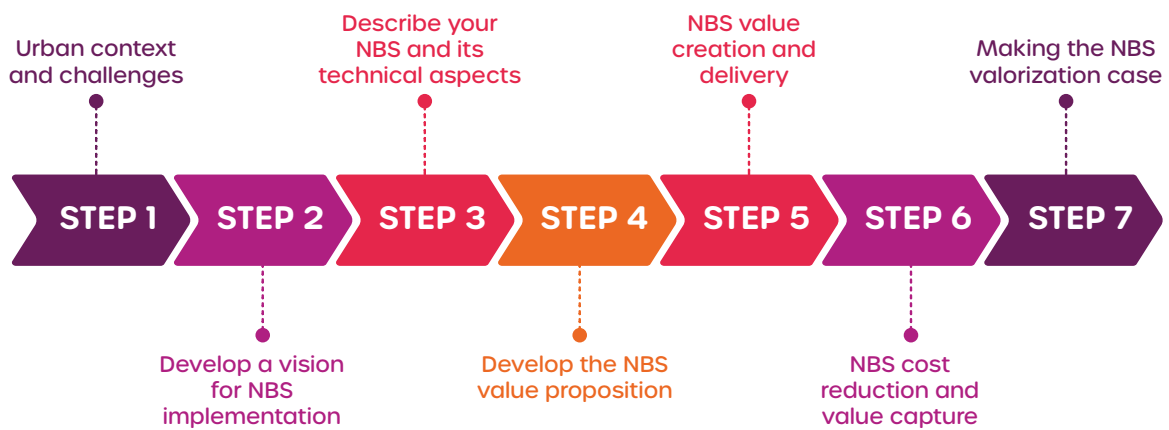 Urban context
and challenges
Describe your
NBS and its
technical aspects
NBS value
creation and
delivery
Making the NBS
valorization case
STEP 1
STEP 2
STEP 3
STEP 4
STEP 5
STEP 6
STEP 7
Develop a vision
for NBS
implementation
Develop the NBS
value proposition
NBS cost
reduction and
value capture